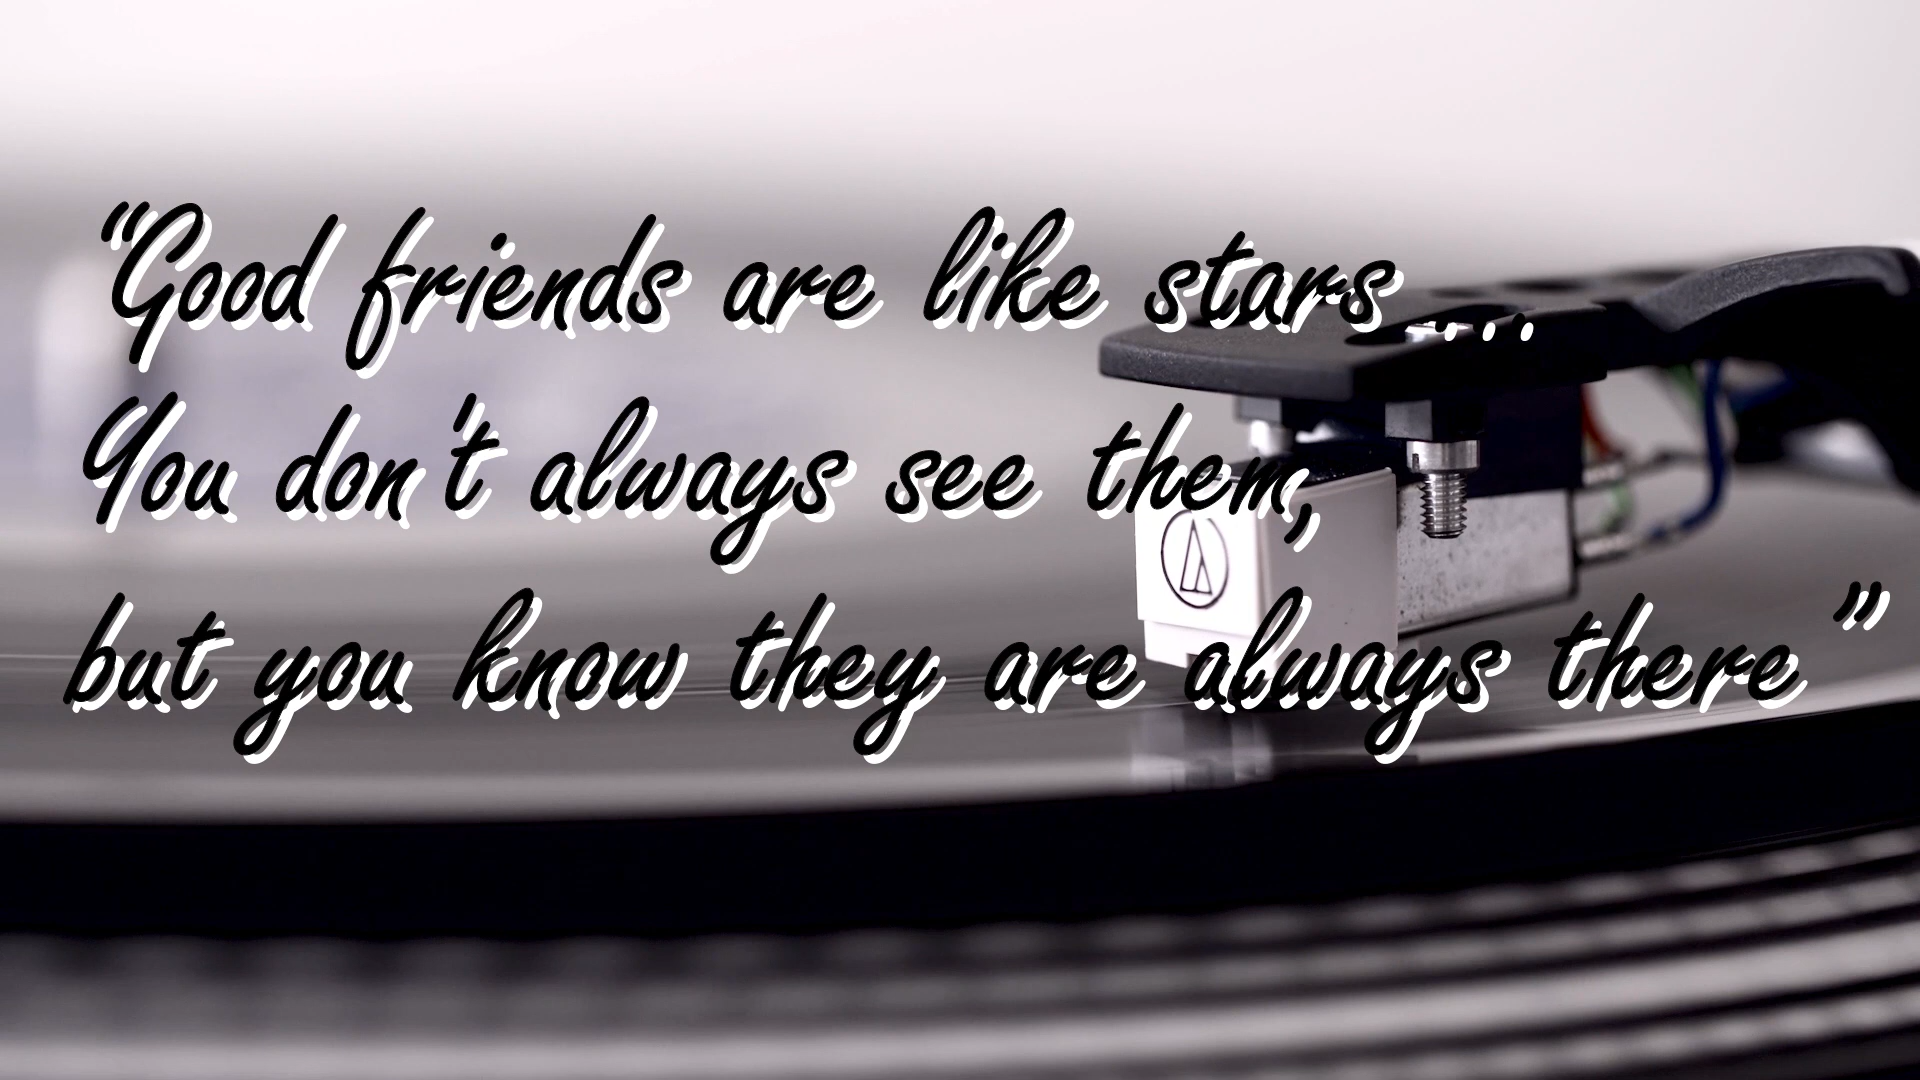 “Good friends are like stars ....
You don't always see them,
but you know they are always there ”